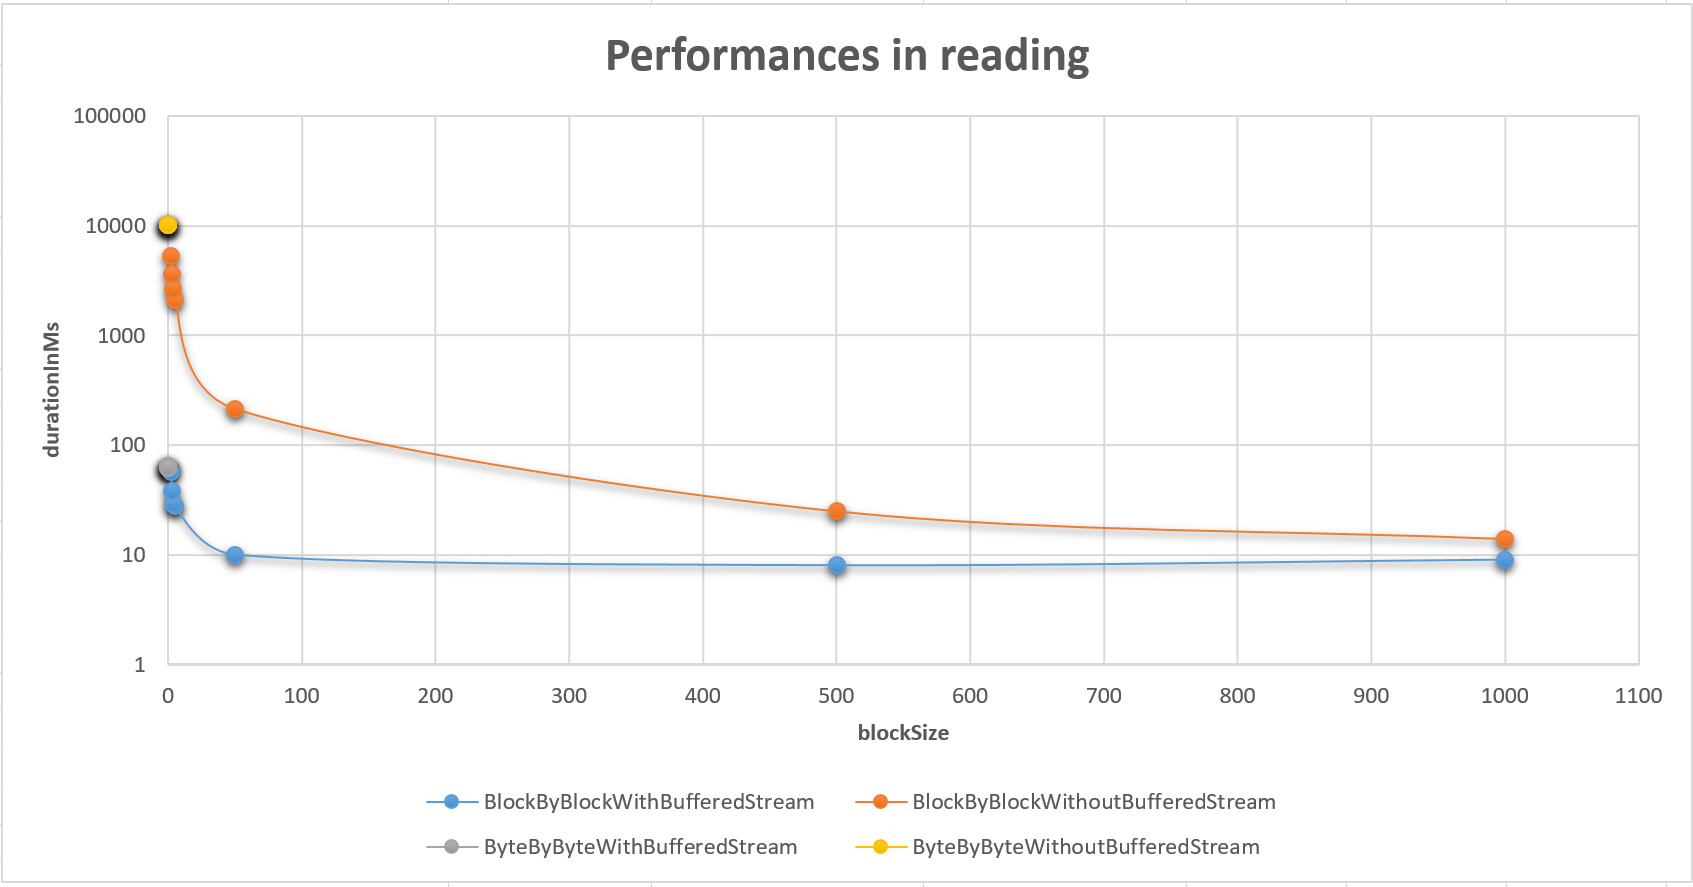 Performances in reading
100000
10000
1000
100
10
1
durationInMs
0 100 200 300 400 500 600 700 800 900 1000 1100
blockSize
BlockByBlockWithBufferedStream BlockByBlockWithoutBufferedStream
ByteByByteWithBufferedStream ByteByByteWithoutBufferedStream